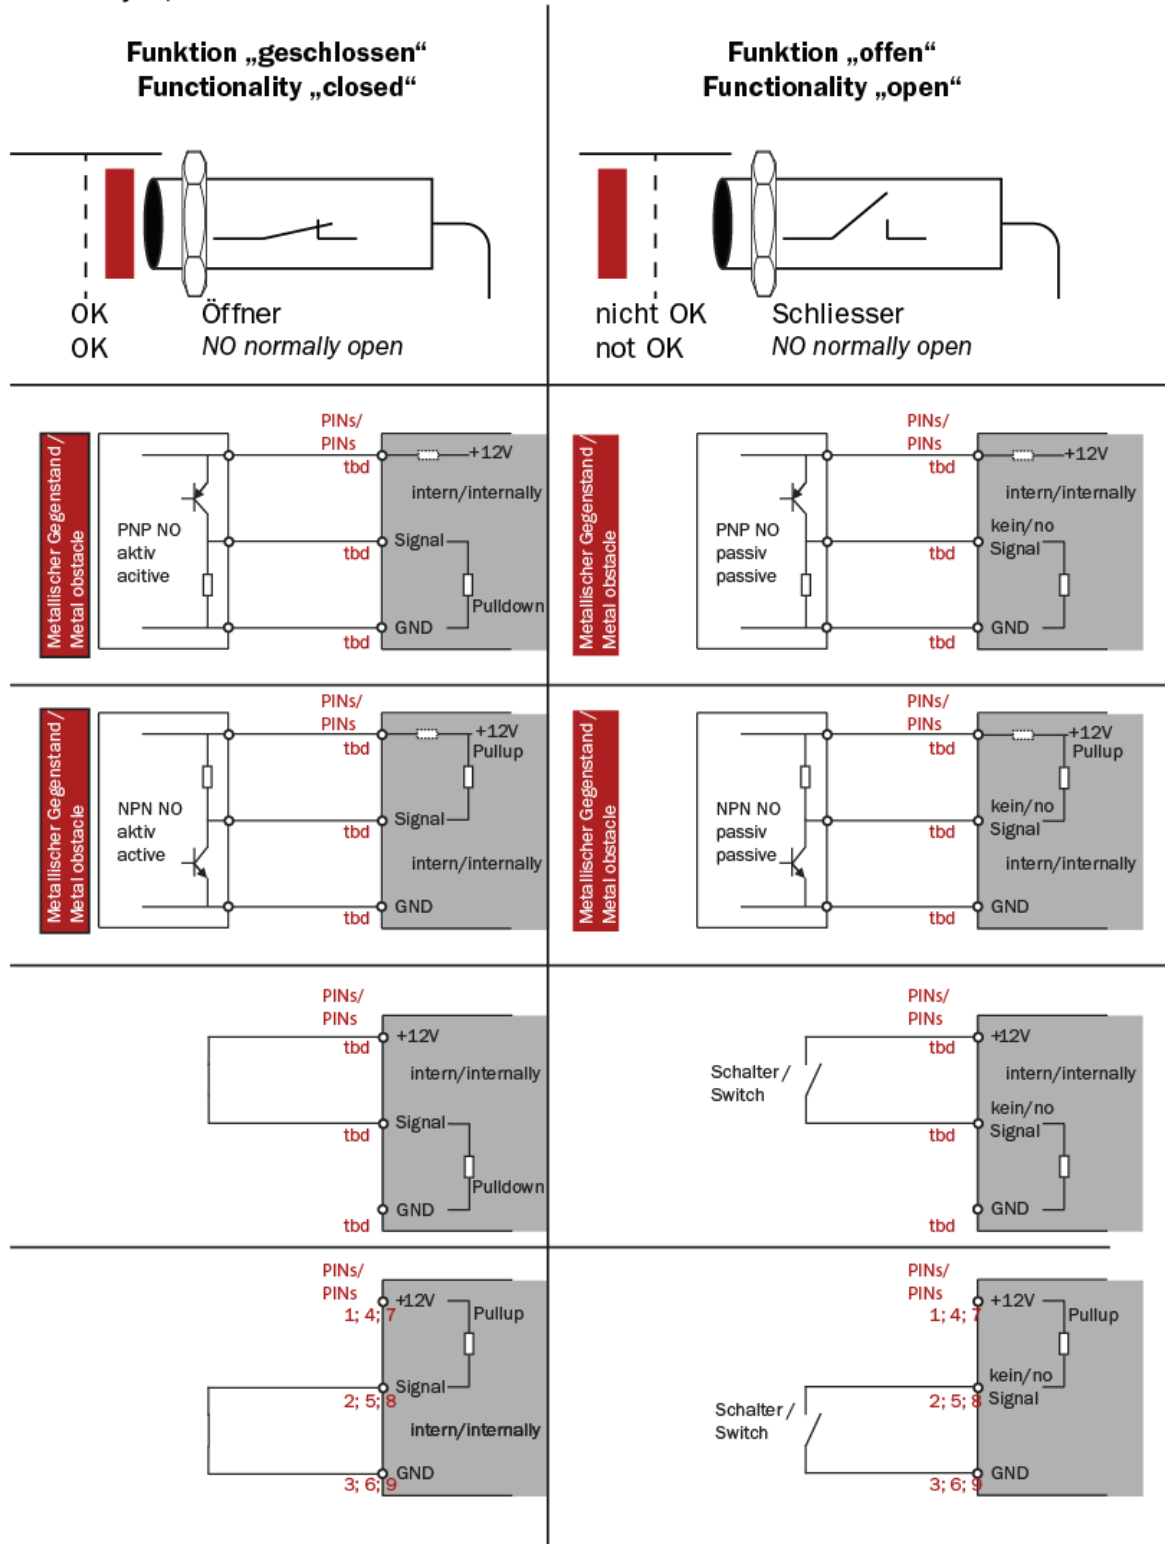 Funktion „geschlossen“
Functionality „closed“
Funktion „offen“
Functionality „open“
OK
OK
Öffner
NO normally open
nicht OK
not OK
Schliesser
NO normally open
Metallischer Gegenstand/
Metal obstacle
PNP NO
aktiv
acitive
PINs/
PINs
tbd
tbd
tbd
+12V
intern/internally
Signal
Pulldown
GND
Metallischer Gegenstand/
Metal obstacle
PNP NO
passiv
passive
PINs/
PINs
tbd
tbd
tbd
+12V
intern/internally
kein/no
Signal
GND
Metallischer Gegenstand/
Metal obstacle
NPN NO
aktiv
active
PINs/
PINs
tbd
tbd
tbd
+12V
Pullup
Signal
intern/internally
GND
Metallischer Gegenstand/
Metal obstacle
NPN NO
passiv
passive
PINs/
PINs
tbd
tbd
tbd
+12V
Pullup
kein/no
Signal
intern/internally
GND
PINs/
PINs
tbd
tbd
tbd
+12V
intern/internally
Signal
Pulldown
GND
Schalter/
Switch
PINs/
PINs
tbd
tbd
tbd
+12V
intern/internally
kein/no
Signal
GND
PINs/
PINs
1; 4; 7
2; 5; 8
3; 6; 9
+12V
Pullup
Signal
intern/internally
GND
Schalter/
Switch
PINs/
PINs
1; 4; 7
2; 5; 8
3; 6; 9
+12V
Pullup
kein/no
Signal
GND